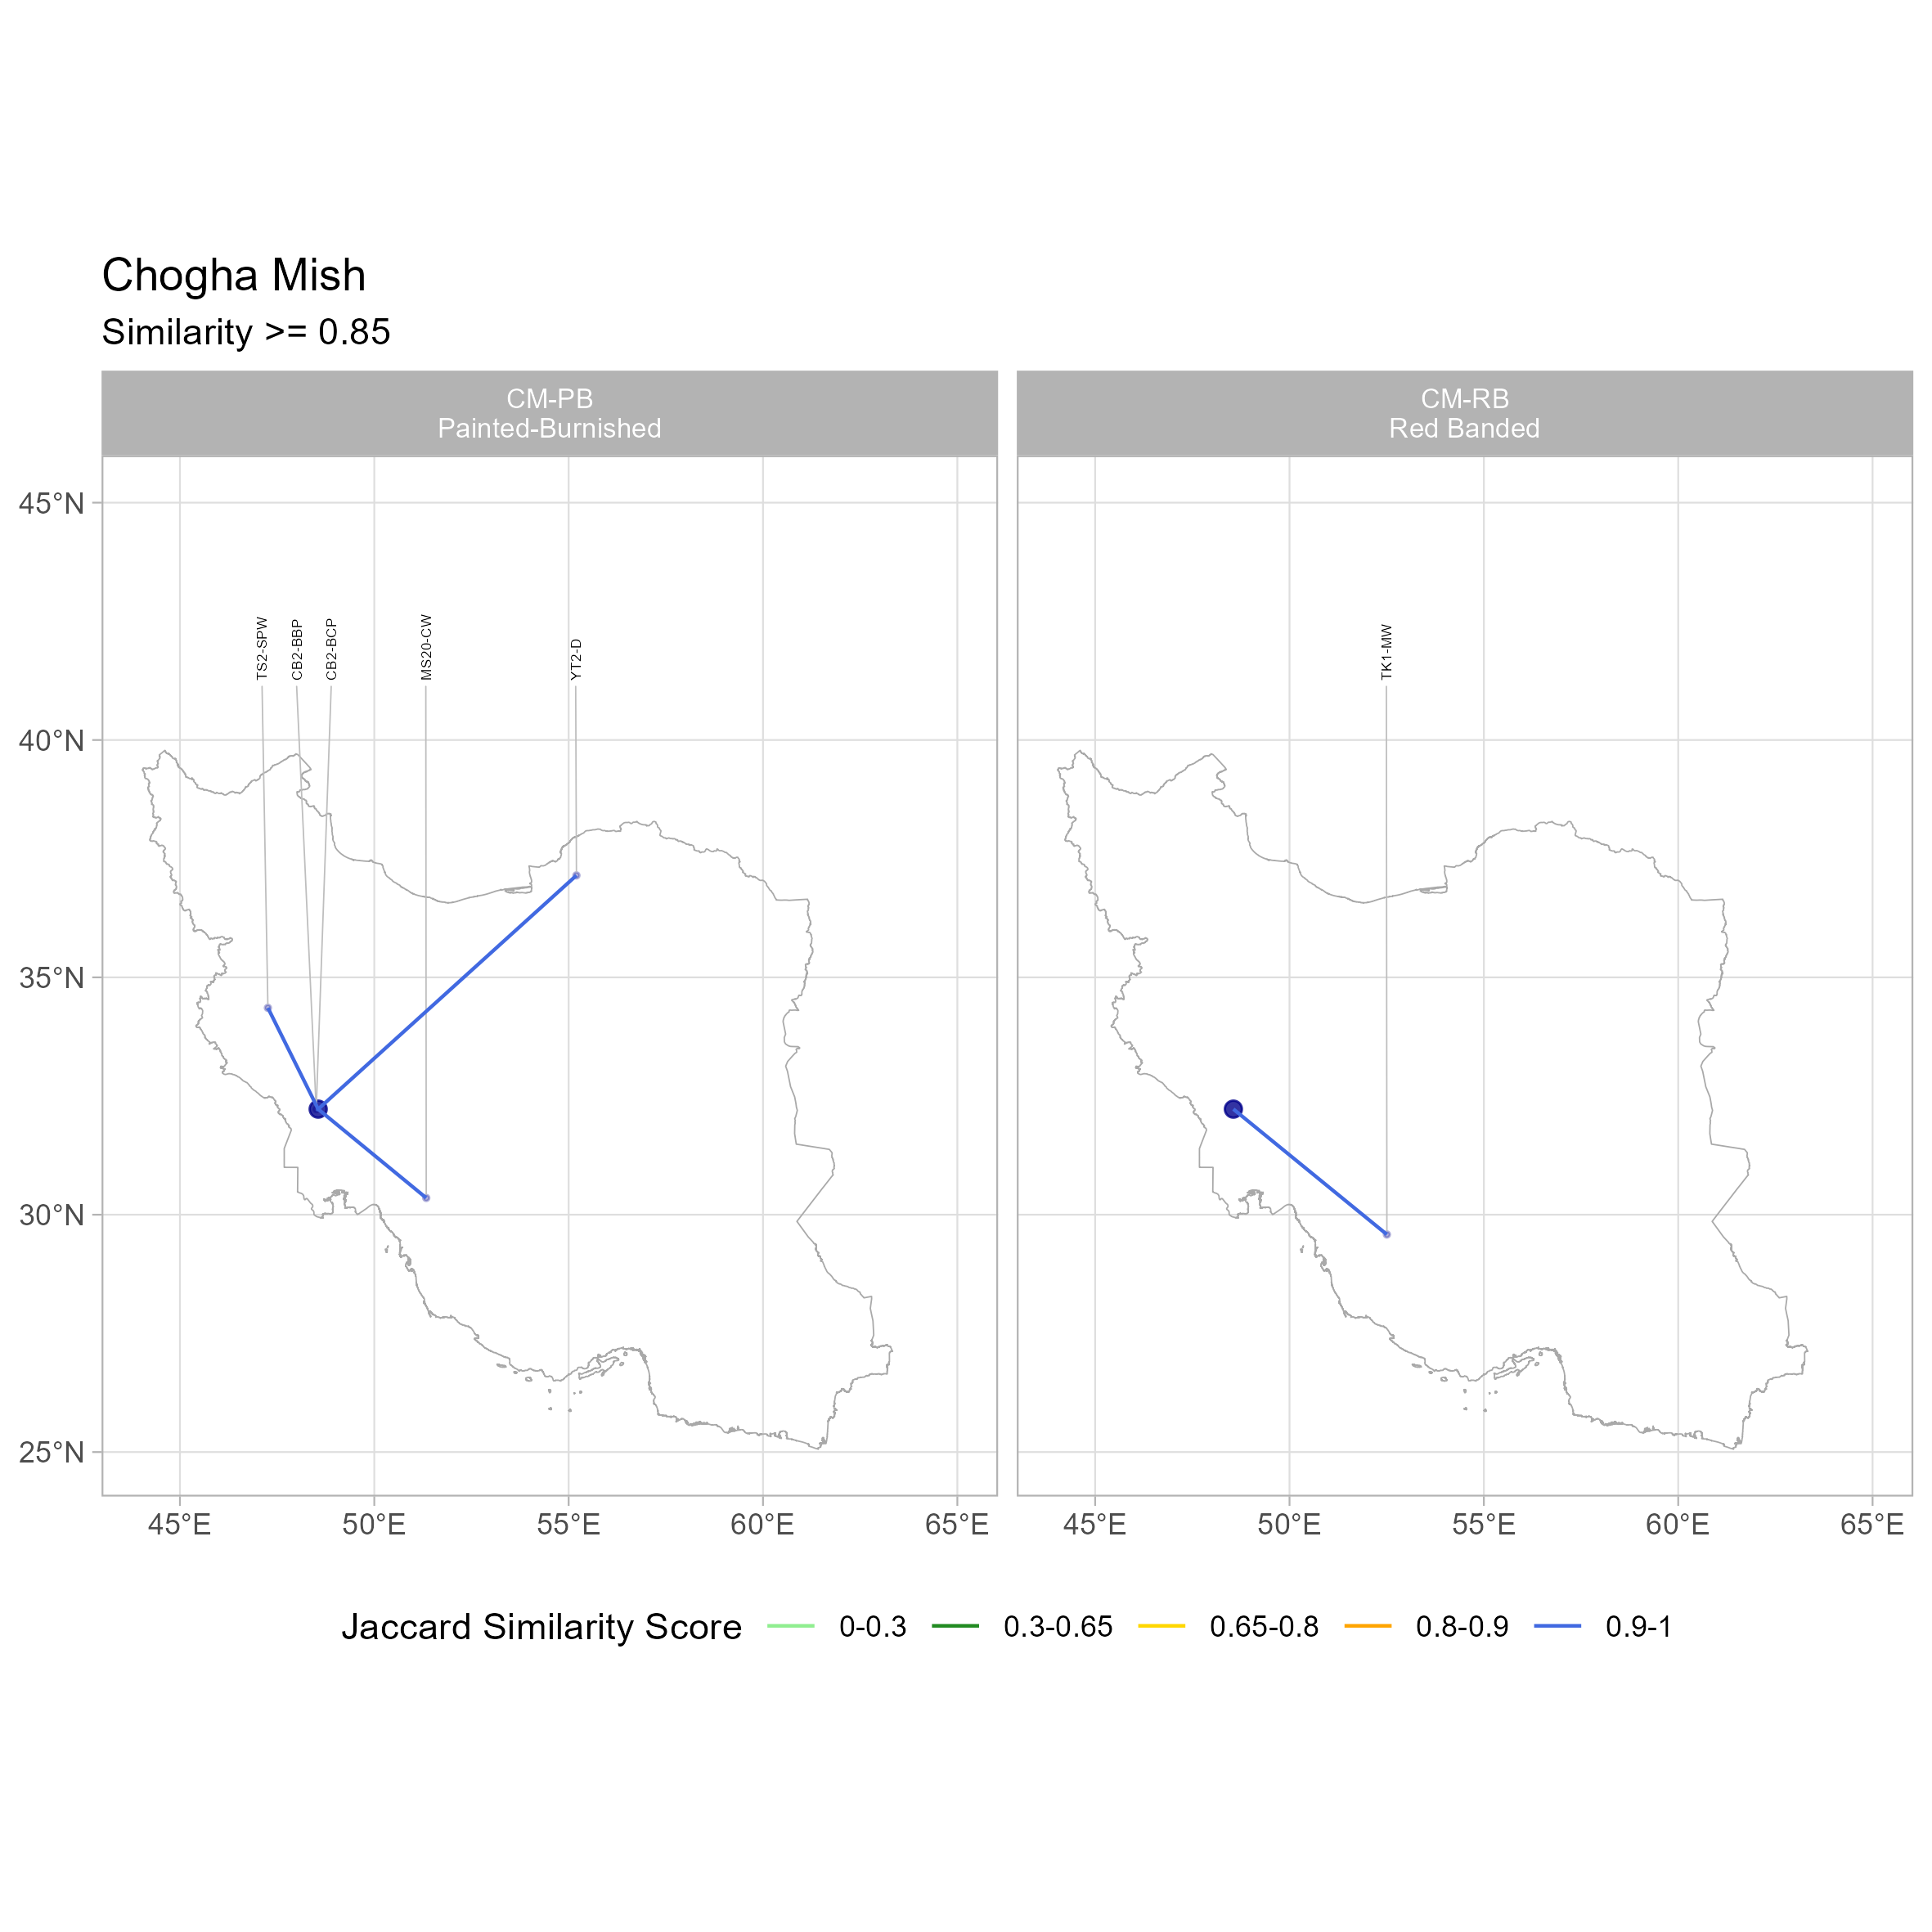 Chogha Mish
Similarity >= 0.85
CM-PB
Painted-Burnished
CM-RB
Red Banded
45°N
40°N
35°N
30°N
25°N
TS2-SPW
CB2-BBP
CB2-BCP
MS20-CW
YT2-D
TK1-MW
45°E 50°E 55°E 60°E 65°E
45°E 50°E 55°E 60°E 65°E
Jaccard Similarity Score 0-0.3 0.3-0.65 0.65-0.8 0.8-0.9 0.9-1